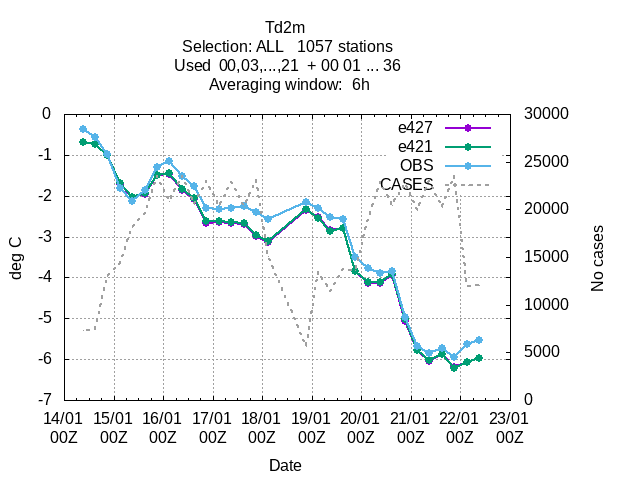 Td2m
Selection: ALL   1057 stations
Used  00,03,...,21  + 00 01 ... 36
Averaging window:  6h
e427
e421
OBS
CASES
0
-1
-2
-3
-4
-5
-6
-7
deg C
30000
25000
20000
15000
10000
5000
0
No cases
14/01 15/01 16/01 17/01 18/01 19/01 20/01 21/01 22/01 23/01
00Z 00Z 00Z 00Z 00Z 00Z 00Z 00Z 00Z 00Z
Date